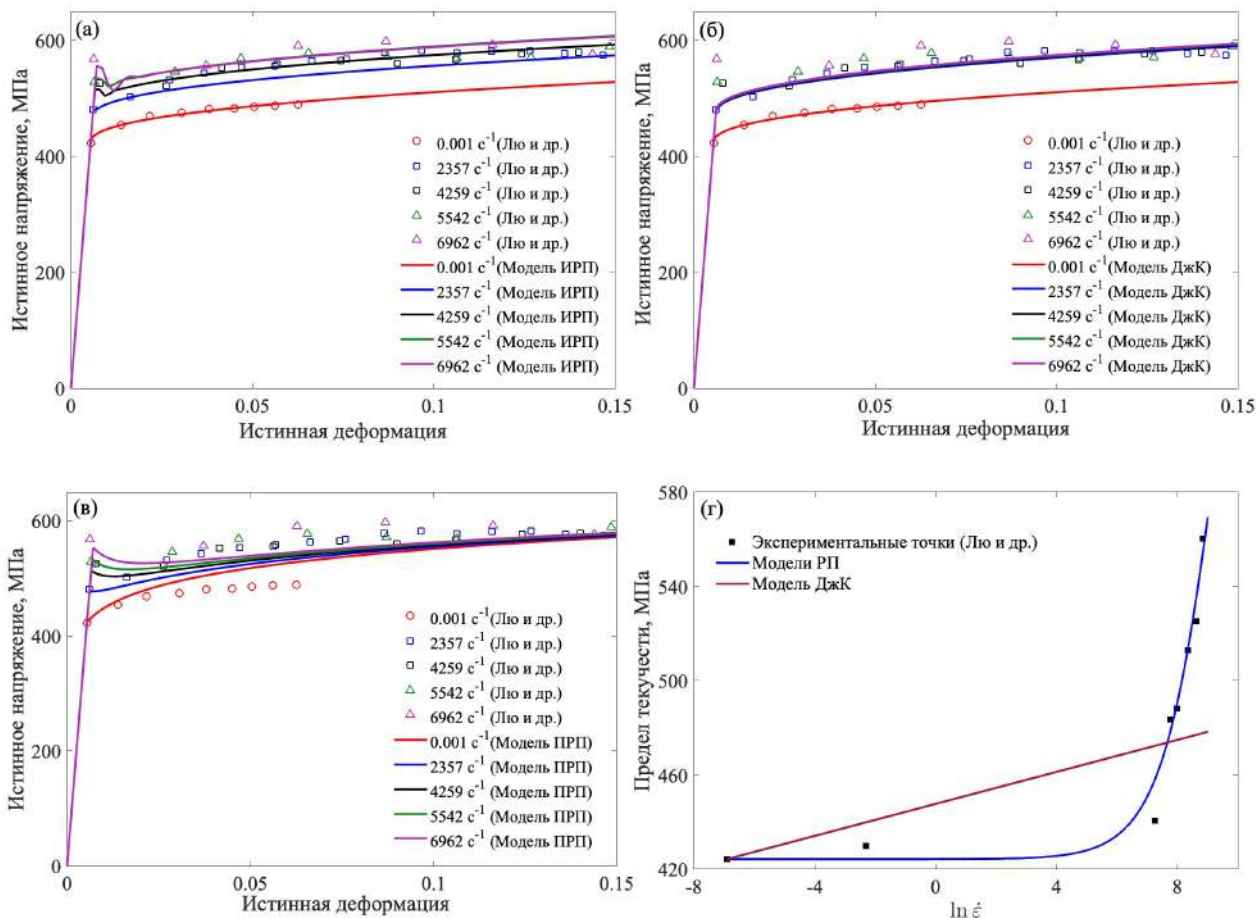 (а)
Истинное напряжение, МПа
600
400
200
0
0.001 с⁻¹ (Лю и др.)
2357 с⁻¹ (Лю и др.)
4259 с⁻¹ (Лю и др.)
5542 с⁻¹ (Лю и др.)
6962 с⁻¹ (Лю и др.)
0.001 с⁻¹ (Модель ИРП)
2357 с⁻¹ (Модель ИРП)
4259 с⁻¹ (Модель ИРП)
5542 с⁻¹ (Модель ИРП)
6962 с⁻¹ (Модель ИРП)
0 0.05 0.1 0.15
Истинная деформация
(б)
Истинное напряжение, МПа
600
400
200
0
0.001 с⁻¹ (Лю и др.)
2357 с⁻¹ (Лю и др.)
4259 с⁻¹ (Лю и др.)
5542 с⁻¹ (Лю и др.)
6962 с⁻¹ (Лю и др.)
0.001 с⁻¹ (Модель ДжК)
2357 с⁻¹ (Модель ДжК)
4259 с⁻¹ (Модель ДжК)
5542 с⁻¹ (Модель ДжК)
6962 с⁻¹ (Модель ДжК)
0 0.05 0.1 0.15
Истинная деформация
(в)
Истинное напряжение, МПа
600
400
200
0
0.001 с⁻¹ (Лю и др.)
2357 с⁻¹ (Лю и др.)
4259 с⁻¹ (Лю и др.)
5542 с⁻¹ (Лю и др.)
6962 с⁻¹ (Лю и др.)
0.001 с⁻¹ (Модель ПРП)
2357 с⁻¹ (Модель ПРП)
4259 с⁻¹ (Модель ПРП)
5542 с⁻¹ (Модель ПРП)
6962 с⁻¹ (Модель ПРП)
0 0.05 0.1 0.15
Истинная деформация
(г)
Предел текучести, МПа
580
540
500
460
420
Экспериментальные точки (Лю и др.)
Модели РП
Модель ДжК
-8 -4 0 4 8
ln ε̇